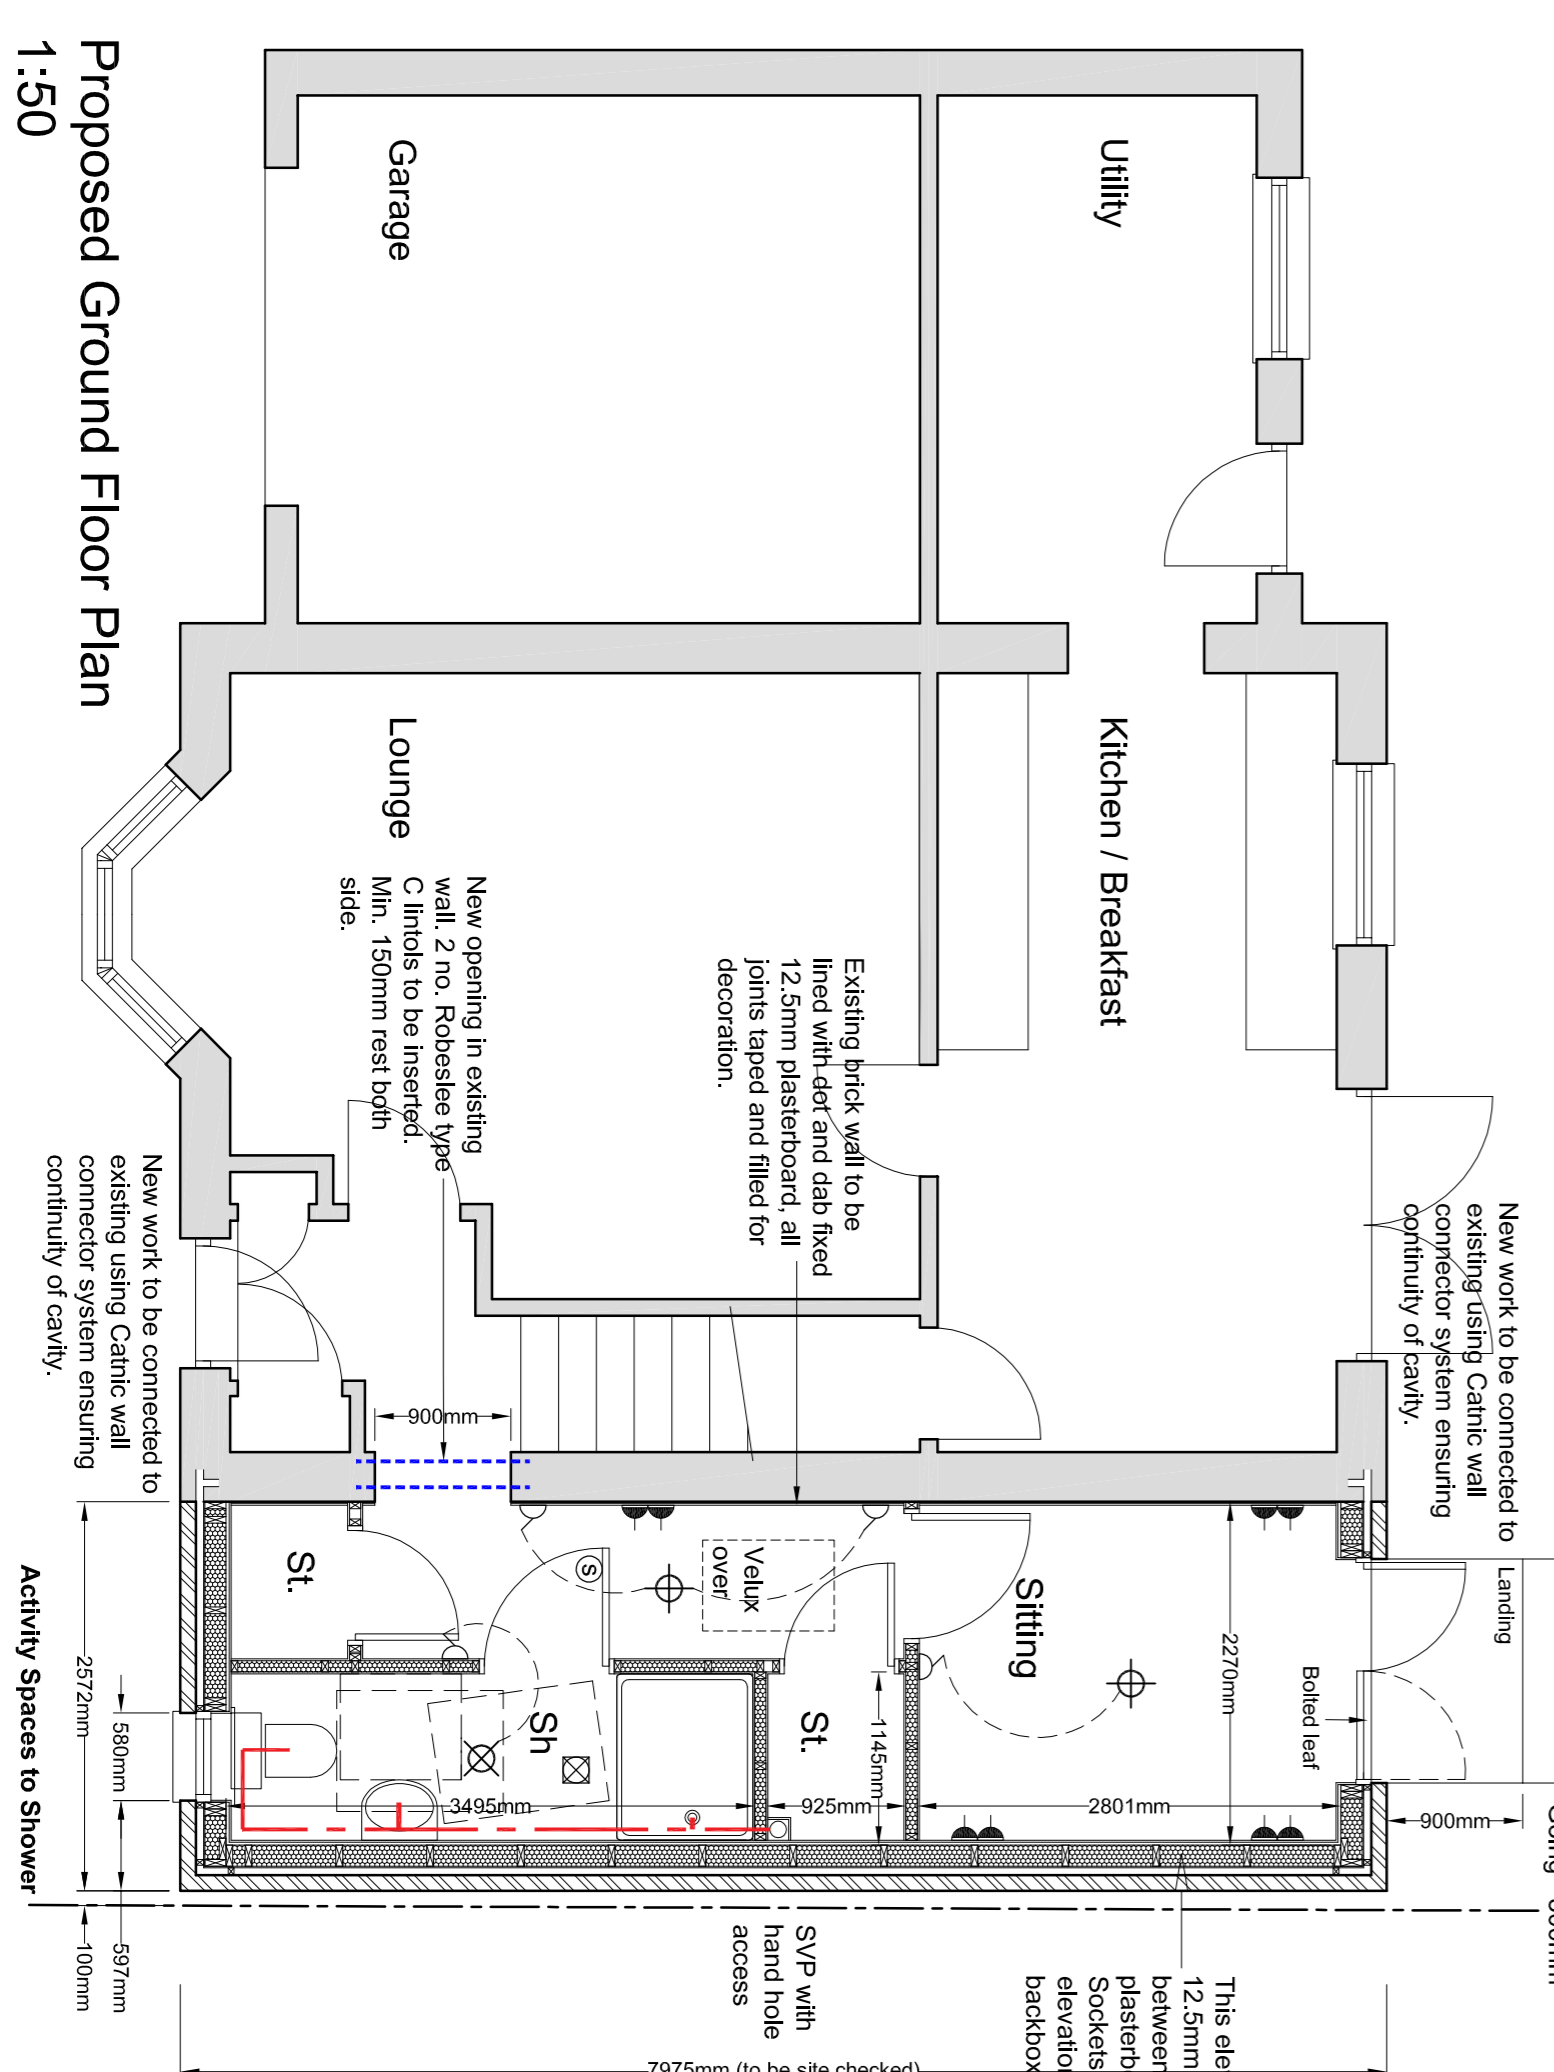 Proposed Ground Floor Plan
1:50
Utility
Garage
Kitchen / Breakfast
Lounge
New opening in existing
wall. 2 no. Robeslee type
C lintols to be inserted.
Min. 150mm rest both
side.
Existing brick wall to be
lined with dot and dab fixed
12.5mm plasterboard, all
joints taped and filled for
decoration.
New work to be connected to
existing using Catnic wall
connector system ensuring
continuity of cavity.
New work to be connected to
existing using Catnic wall
connector system ensuring
continuity of cavity.
900mm
Landing
Bolted leaf
Sitting
2270mm
Velux
over
S
St.
Sh
St.
1145mm
3495mm
925mm
2801mm
900mm
2572mm
580mm
597mm
100mm
Activity Spaces to Shower
SVP with
hand hole
access
This
12.5mm
between
Sockets
7975mm (to be site checked)